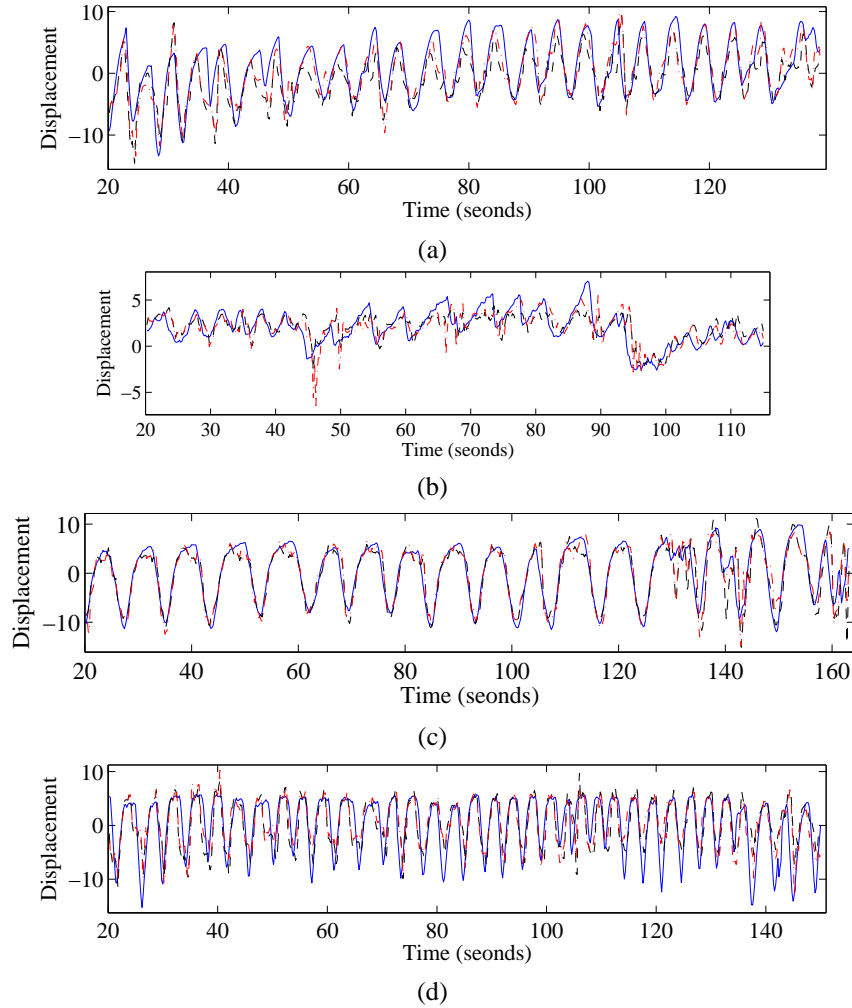 10
0
−10
Displacement
20 40 60 80 100 120
Time (seonds)
(a)
5
0
−5
Displacement
20 30 40 50 60 70 80 90 100 110
Time (seonds)
(b)
10
0
−10
Displacement
20 40 60 80 100 120 140 160
Time (seonds)
(c)
10
0
−10
Displacement
20 40 60 80 100 120 140
Time (seonds)
(d)